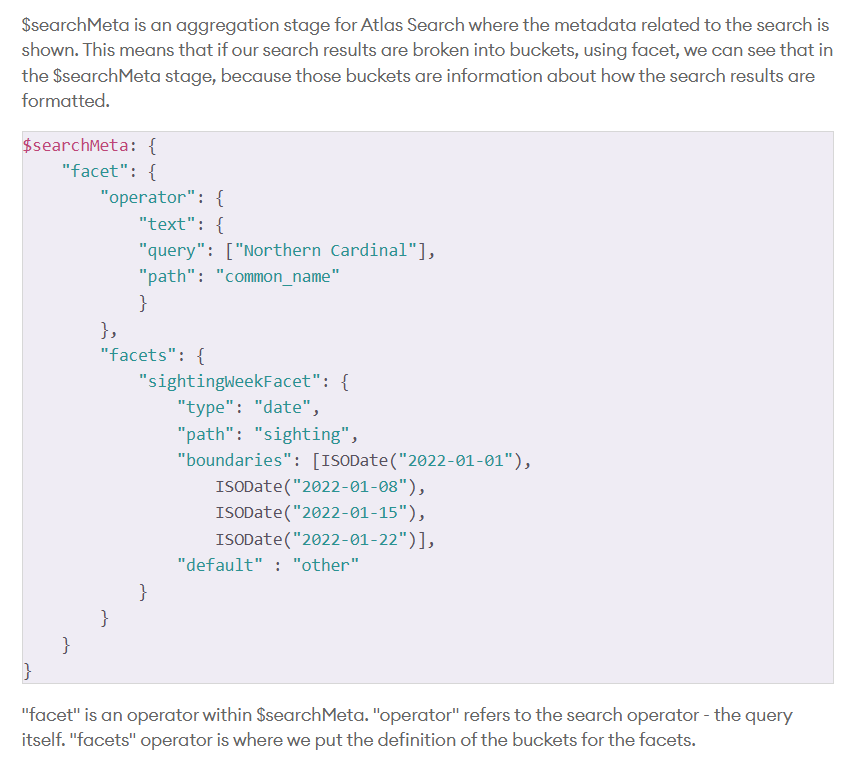 $searchMeta is an aggregation stage for Atlas Search where the metadata related to the search is
shown. This means that if our search results are broken into buckets, using facet, we can see that in
the $searchMeta stage, because those buckets are information about how the search results are
formatted.
$searchMeta: {
    "facet": {
        "operator": {
            "text": {
            "query": ["Northern Cardinal"],
            "path": "common_name"
            }
        },
        "facets": {
            "sightingWeekFacet": {
                "type": "date",
                "path": "sighting",
                "boundaries": [ISODate("2022-01-01"),
                    ISODate("2022-01-08"),
                    ISODate("2022-01-15"),
                    ISODate("2022-01-22")],
                "default" : "other"
            }
        }
    }
}
"facet" is an operator within $searchMeta. "operator" refers to the search operator - the query
itself. "facets" operator is where we put the definition of the buckets for the facets.